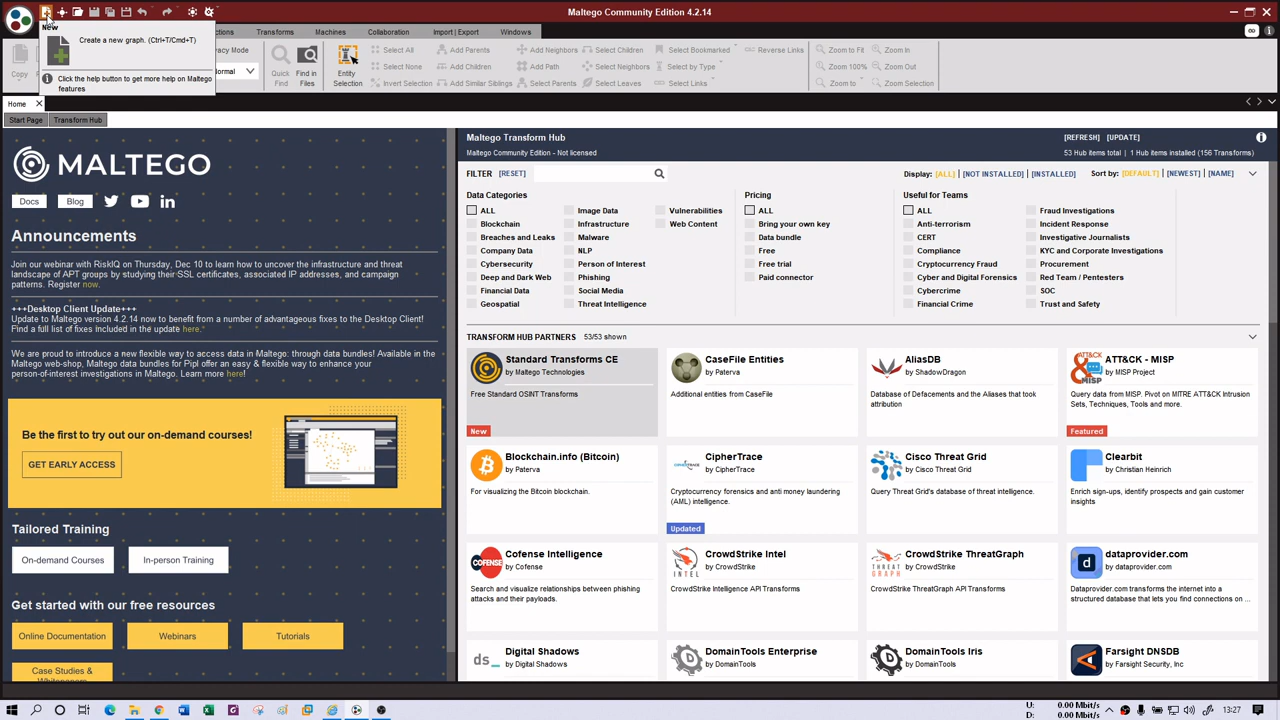 Maltego Community Edition 4.2.14
New
Create a new graph. (Ctrl+T/Cmd+T)
Click the help button to get more help on Maltego
features
Transforms
Machines
Collaboration
Import | Export
Windows
Copy
Quick
Find
Find in
Files
Entity
Selection
Select All
Select None
Invert Selection
Add Parents
Add Children
Add Similar Siblings
Add Neighbors
Add Path
Select Parents
Select Children
Select Neighbors
Select Leaves
Select Bookmarked
Select by Type
Select Links
Reverse Links
Zoom to Fit
Zoom 100%
Zoom to
Zoom in
Zoom Out
Zoom Selection
Home
Start Page
Transform Hub
MALTEGO
Docs
Blog
Announcements
Join our webinar with RiskIQ on Thursday, Dec 10 to learn how to uncover the infrastructure and threat
landscape of APT groups by studying their SSL certificates, associated IP addresses, and campaign
patterns. Register now.
+++Desktop Client Update+++
Update to Maltego version 4.2.14 now to benefit from a number of advantageous fixes to the Desktop Client!
Find a full list of fixes included in the update here.
We are proud to introduce a new flexible way to access data in Maltego: through data bundles! Available in the
Maltego web-shop, Maltego data bundles for Pipl offer an easy & flexible way to enhance your
person-of-interest investigations in Maltego. Learn more here!
Be the first to try out our on-demand courses!
GET EARLY ACCESS
Tailored Training
On-demand Courses
In-person Training
Get started with our free resources
Online Documentation
Webinars
Tutorials
Case Studies &
Maltego Transform Hub
[REFRESH] [UPDATE]
Maltego Community Edition - Not licensed
53 Hub items total | 1 Hub item installed (156 Transforms)
FILTER [RESET]
Display: [ALL] [NOT INSTALLED] [INSTALLED]
Sort by: [DEFAULT] [NEWEST] [NAME]
Data Categories
ALL
Blockchain
Breaches and Leaks
Company Data
Cybersecurity
Deep and Dark Web
Financial Data
Geospatial
Image Data
Infrastructure
Malware
NLP
Person of Interest
Phishing
Social Media
Threat Intelligence
Vulnerabilities
Web Content
Pricing
ALL
Bring your own key
Data bundle
Free
Free trial
Paid connector
Useful for Teams
ALL
Anti-terrorism
CERT
Compliance
Cryptocurrency Fraud
Cyber and Digital Forensics
Cybercrime
Financial Crime
Fraud Investigations
Incident Response
Investigative Journalists
KYC and Corporate Investigations
Procurement
Red Team / Pentesters
SOC
Trust and Safety
TRANSFORM HUB PARTNERS 53/53 shown
Standard Transforms CE
by Maltego Technologies
Free Standard OSINT Transforms
New
CaseFile Entities
by Paterva
Additional entities from CaseFile
AliasDB
by ShadowDragon
Database of Defacements and the Aliases that took
attribution
ATT&CK
MISP
ATT&CK - MISP
by MISP Project
Query data from MISP. Pivot on MITRE ATT&CK Intrusion
Sets, Techniques, Tools and more.
Featured
Blockchain.info (Bitcoin)
by Paterva
For visualizing the Bitcoin blockchain.
CIPHERTRACE
CipherTrace
by CipherTrace
Cryptocurrency forensics and anti money laundering
(AML) intelligence.
Updated
Cisco Threat Grid
by Cisco Threat Grid
Query Threat Grid's database of threat intelligence.
Clearbit
by Christian Heinrich
Enrich sign-ups, identify prospects and gain customer
insights
COFENSE
Cofense Intelligence
by Cofense
Search and visualize relationships between phishing
attacks and their payloads.
INTEL
CrowdStrike Intel
by CrowdStrike
CrowdStrike Intelligence API Transforms
THREAT
GRAPH
CrowdStrike ThreatGraph
by CrowdStrike
CrowdStrike ThreatGraph API Transforms
d
dataprovider.com
by dataprovider.com
Dataprovider.com transforms the internet into a
structured database that lets you find connections on ...
ds_
Digital Shadows
by Digital Shadows
DomainTools Enterprise
by DomainTools
DomainTools Iris
by DomainTools
Farsight DNSDB
by Farsight Security, Inc
U: 0.00 Mbit/s
D: 0.00 Mbit/s
13:27